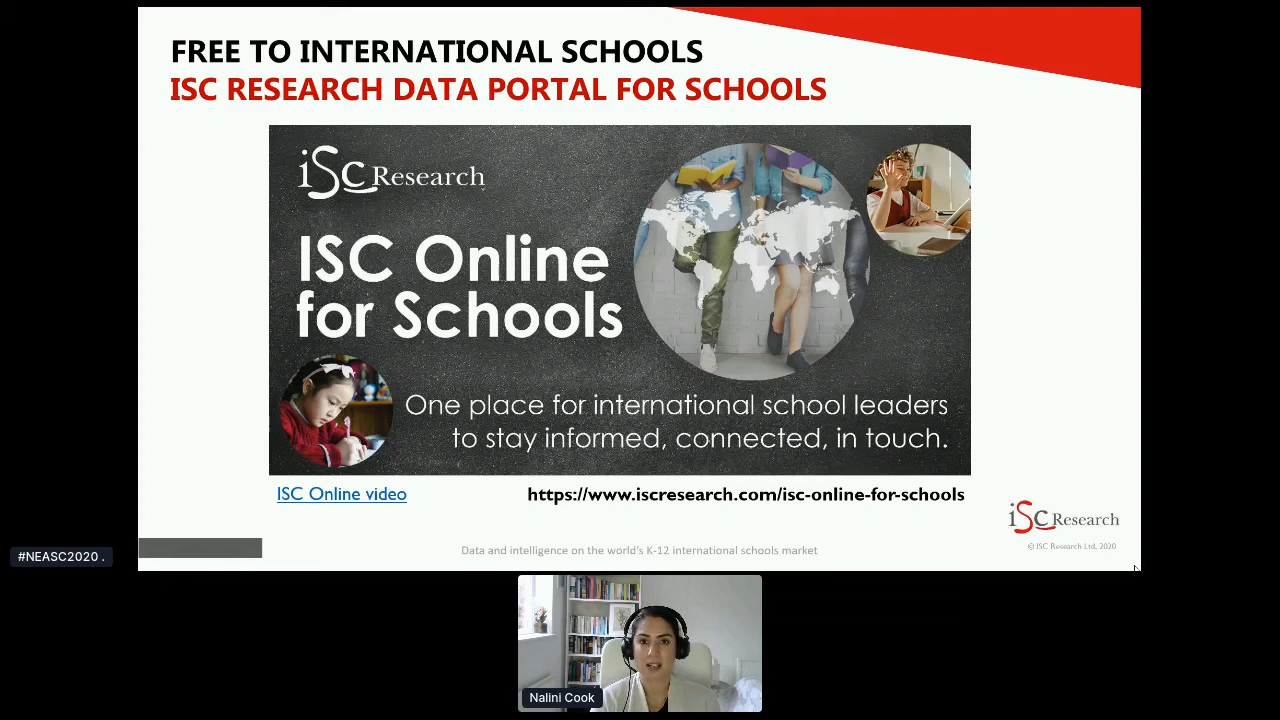 FREE TO INTERNATIONAL SCHOOLS
ISC RESEARCH DATA PORTAL FOR SCHOOLS
iSC Research
ISC Online
for Schools
One place for international school leaders
to stay informed, connected, in touch.
ISC Online video
https://www.iscresearch.com/isc-online-for-schools
iSC Research
© ISC Research Ltd, 2020
Data and intelligence on the world's K-12 international schools market
#NEASC2020 .
Nalini Cook